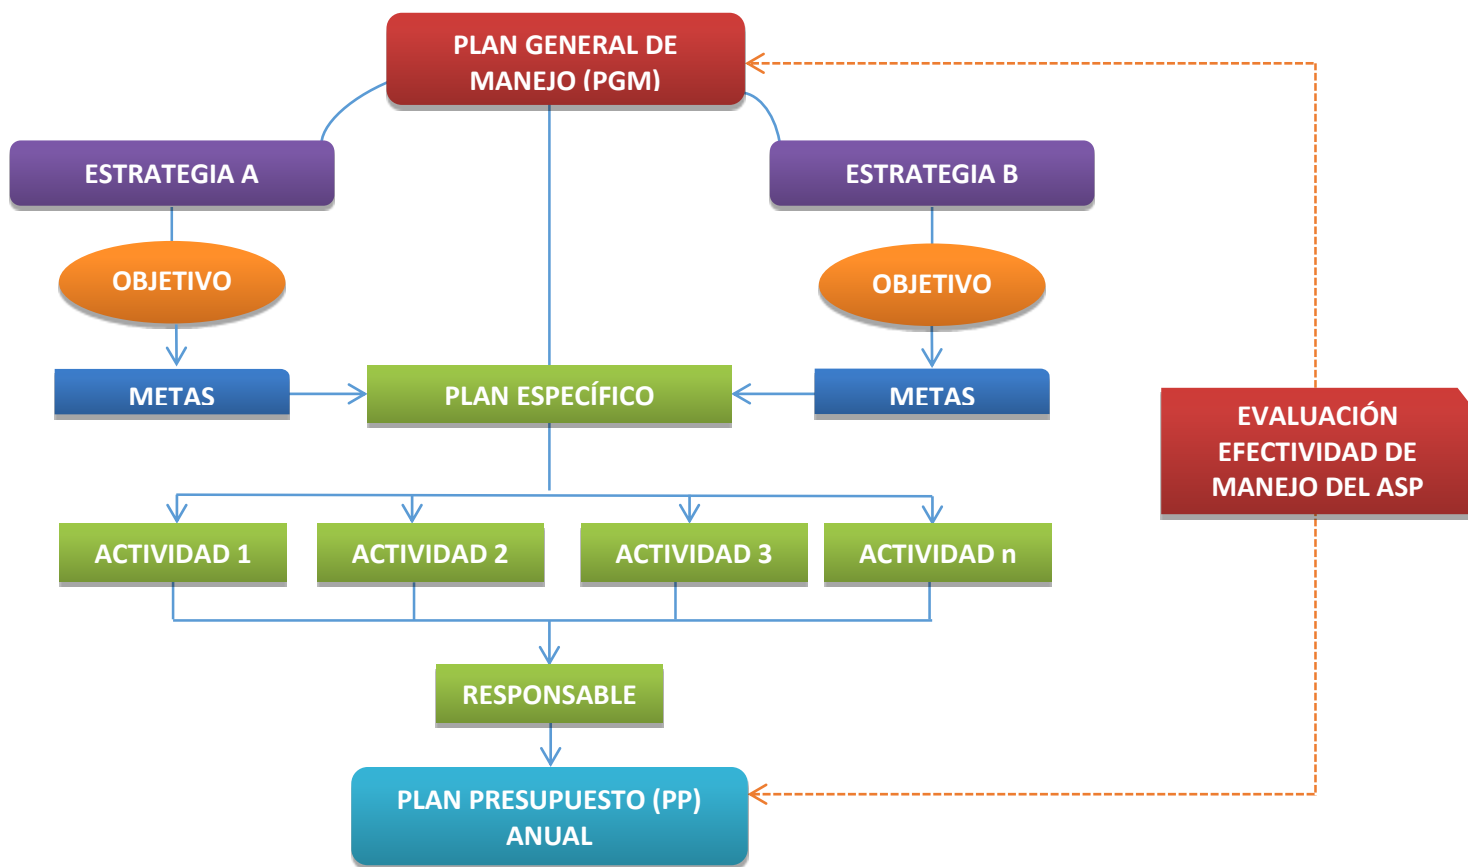 PLAN GENERAL DE
MANEJO (PGM)
ESTRATEGIA A
ESTRATEGIA B
OBJETIVO
OBJETIVO
METAS
PLAN ESPECÍFICO
METAS
EVALUACIÓN
EFECTIVIDAD DE
MANEJO DEL ASP
ACTIVIDAD 1
ACTIVIDAD 2
ACTIVIDAD 3
ACTIVIDAD n
RESPONSABLE
PLAN PRESUPUESTO (PP)
ANUAL